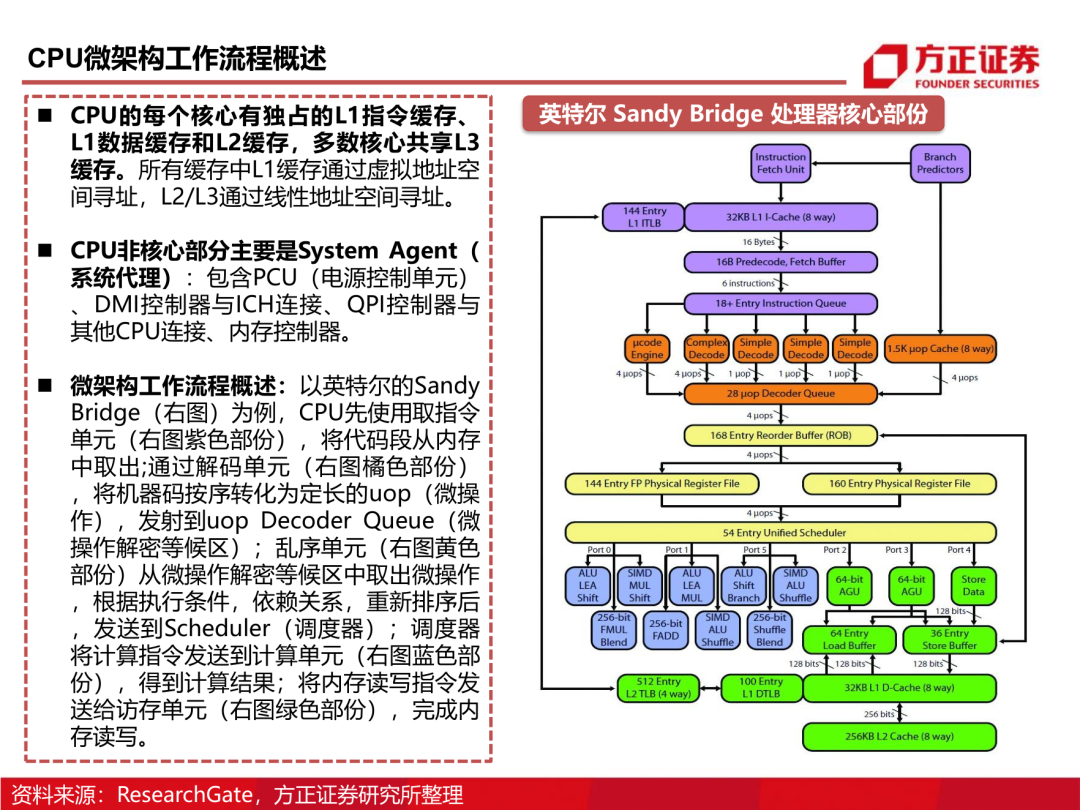 CPU微架构工作流程概述
方正证券
FOUNDER SECURITIES
■ CPU的每个核心有独占的L1指令缓存、
L1数据缓存和L2缓存，多数核心共享L3
缓存。所有缓存中L1缓存通过虚拟地址空
间寻址，L2/L3通过线性地址空间寻址。
■ CPU非核心部分主要是System Agent（
系统代理）：包含PCU（电源控制单元）
、DMI控制器与ICH连接、QPI控制器与
其他CPU连接、内存控制器。
■ 微架构工作流程概述：以英特尔的Sandy
Bridge（右图）为例，CPU先使用取指令
单元（右图紫色部份），将代码段从内存
中取出;通过解码单元（右图橘色部份）
，将机器码按序转化为定长的uop（微操
作），发射到uop Decoder Queue（微
操作解密等候区）；乱序单元（右图黄色
部份）从微操作解密等候区中取出微操作
，根据执行条件，依赖关系，重新排序后
，发送到Scheduler（调度器）；调度器
将计算指令发送到计算单元（右图蓝色部
份），得到计算结果；将内存读写指令发
送给访存单元（右图绿色部份），完成内
存读写。
英特尔 Sandy Bridge 处理器核心部份
Instruction
Fetch Unit
Branch
Predictors
144 Entry
L1 ITLB
32KB L1 I-Cache (8 way)
16 Bytes
16B Predecode, Fetch Buffer
6 instructions
18+ Entry Instruction Queue
μcode
Engine
Complex
Decode
Simple
Decode
Simple
Decode
Simple
Decode
1.5K μop Cache (8 way)
4 μops
4 μops
1 μop
1 μop
1 μop
4 μops
28 μop Decoder Queue
4 μops
168 Entry Reorder Buffer (ROB)
4 μops
144 Entry FP Physical Register File
160 Entry Physical Register File
4 μops
54 Entry Unified Scheduler
Port 0
Port 1
Port 5
Port 2
Port 3
Port 4
ALU
LEA
Shift
SIMD
MUL
Shift
ALU
LEA
MUL
ALU
Shift
Branch
SIMD
ALU
Shuffle
64-bit
AGU
64-bit
AGU
Store
Data
256-bit
FMUL
Blend
256-bit
FADD
SIMD
ALU
Shuffle
256-bit
Shuffle
Blend
128 bits
64 Entry
Load Buffer
36 Entry
Store Buffer
128 bits
128 bits
128 bits
512 Entry
L2 TLB (4 way)
100 Entry
L1 DTLB
32KB L1 D-Cache (8 way)
256 bits
256KB L2 Cache (8 way)
资料来源：ResearchGate，方正证券研究所整理